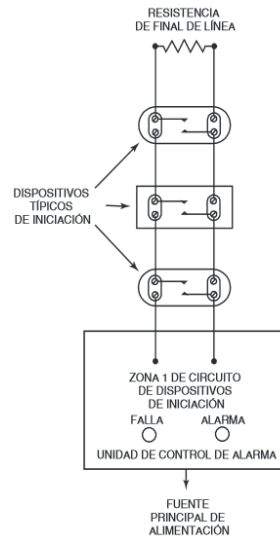 RESISTENCIA
DE FINAL DE LÍNEA
DISPOSITIVOS
TÍPICOS
DE INICIACIÓN
ZONA 1 DE CIRCUITO
DE DISPOSITIVOS
DE INICIACIÓN
FALLA ALARMA
UNIDAD DE CONTROL DE ALARMA
FUENTE
PRINCIPAL DE
ALIMENTACIÓN